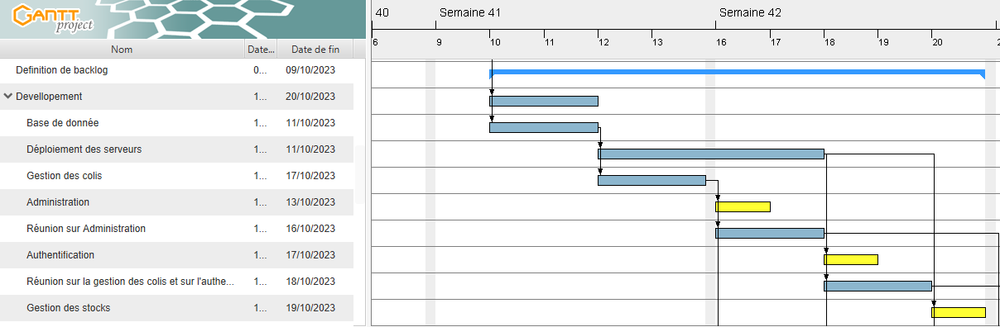 GANTT
project
40 Semaine 41 Semaine 42
6 9 10 11 12 13 16 17 18 19 20 2
Nom Date... Date de fin
Definition de backlog 0... 09/10/2023
Devellopement 1... 20/10/2023
Base de donnée 1... 11/10/2023
Déploiement des serveurs 1... 11/10/2023
Gestion des colis 1... 17/10/2023
Administration 1... 13/10/2023
Réunion sur Administration 1... 16/10/2023
Authentification 1... 17/10/2023
Réunion sur la gestion des colis et sur l'authe... 1... 18/10/2023
Gestion des stocks 1... 19/10/2023